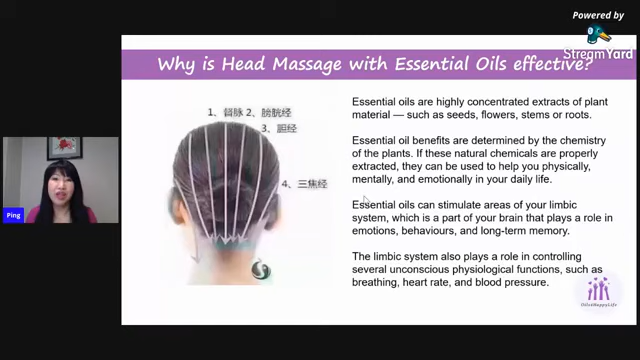 Powered by
StreamYard
Why is Head Massage with Essential Oils effective?
1、督脉 2、膀胱经
3、胆经
4、三焦经
Essential oils are highly concentrated extracts of plant
material — such as seeds, flowers, stems or roots.
Essential oil benefits are determined by the chemistry
of the plants. If these natural chemicals are properly
extracted, they can be used to help you physically,
mentally, and emotionally in your daily life.
Essential oils can stimulate areas of your limbic
system, which is a part of your brain that plays a role in
emotions, behaviours, and long-term memory.
The limbic system also plays a role in controlling
several unconscious physiological functions, such as
breathing, heart rate, and blood pressure.
Ping
Oils4HappyLife